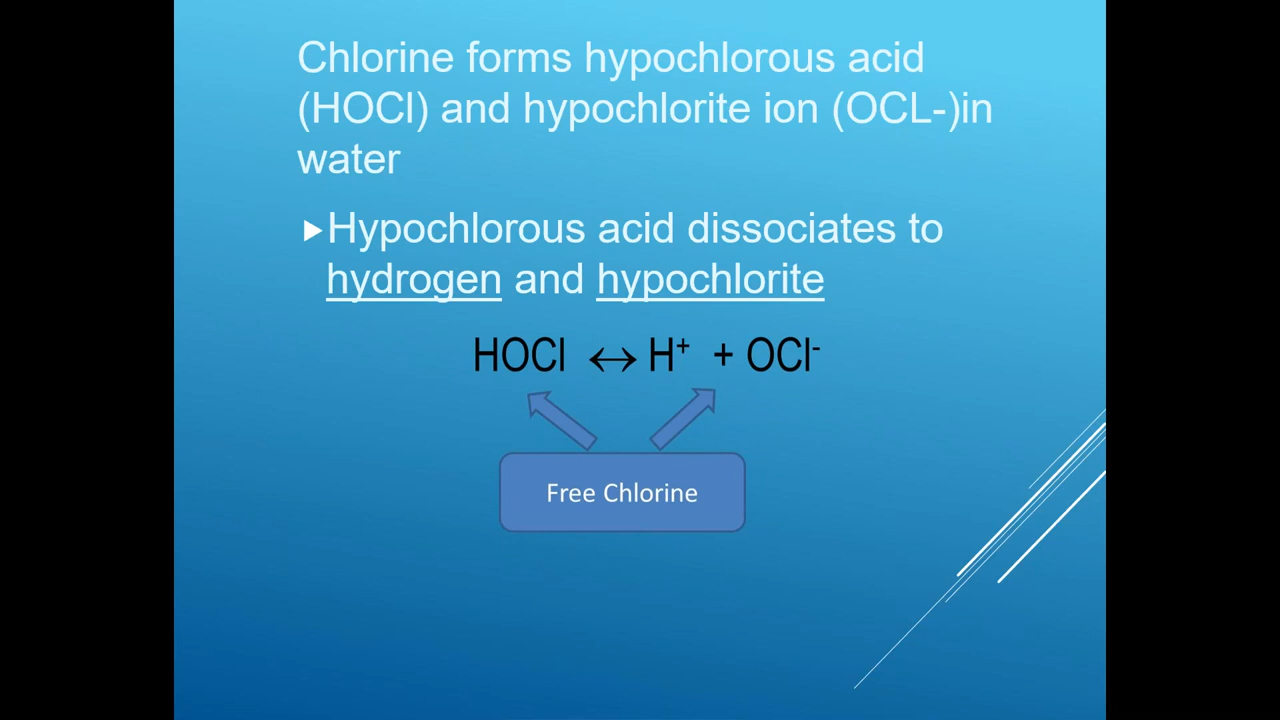 Chlorine forms hypochlorous acid
(HOCl) and hypochlorite ion (OCL-)in
water
▶Hypochlorous acid dissociates to
hydrogen and hypochlorite
HOCl ↔ H⁺ + OCl⁻
Free Chlorine